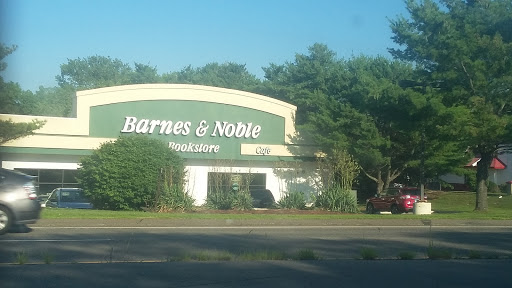 Barnes & Noble
Bookstore
Cafe